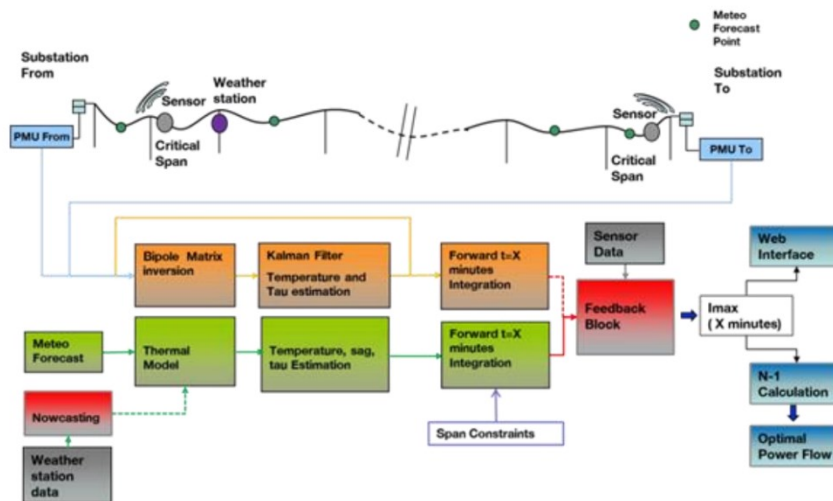 Meteo
Forecast
Point
Substation
From
Substation
To
Weather
station
Sensor
Sensor
PMU From
Critical
Span
Critical
Span
PMU To
Bipole Matrix
inversion
Kalman Filter
Temperature and
Tau estimation
Forward t=X
minutes
Integration
Sensor
Data
Web
Interface
Feedback
Block
Imax
( X minutes)
Meteo
Forecast
Thermal
Model
Temperature, sag,
tau Estimation
Forward t=X
minutes
Integration
N-1
Calculation
Nowcasting
Span Constraints
Optimal
Power Flow
Weather
station
data